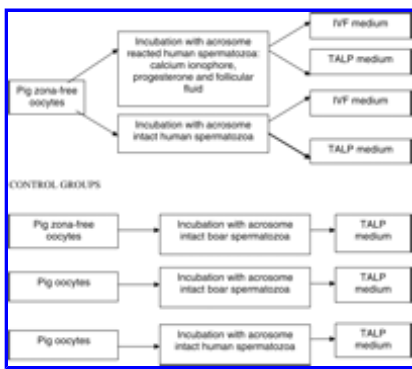 IVF medium
Incubation with acrosome
reacted human spermatozoa:
calcium ionophore,
progesterone and follicular
fluid
TALP medium
Pig zona-free
oocytes
IVF medium
Incubation with acrosome
intact human spermatozoa
TALP medium
CONTROL GROUPS
Pig zona-free
oocytes
Incubation with acrosome
intact boar spermatozoa
TALP
medium
Pig oocytes
Incubation with acrosome
intact boar spermatozoa
TALP
medium
Pig oocytes
Incubation with acrosome
intact human spermatozoa
TALP
medium